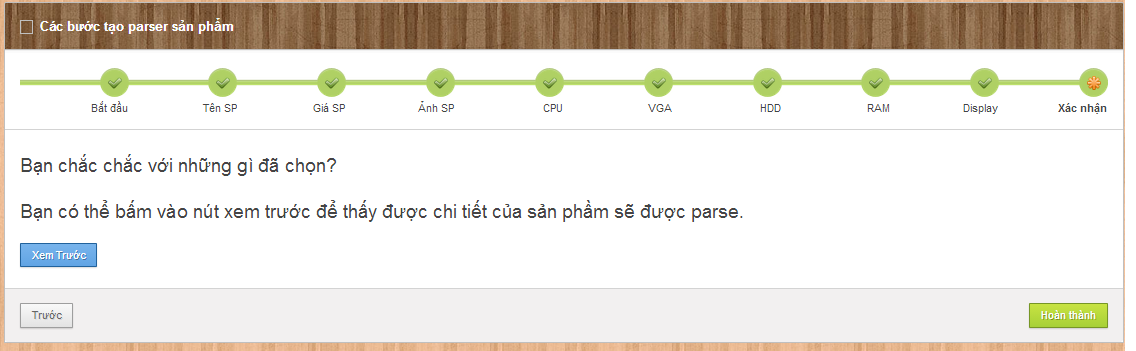 Các bước tạo parser sản phẩm
Bắt đầu Tên SP Giá SP Ảnh SP CPU VGA HDD RAM Display Xác nhận
Bạn chắc chắc với những gì đã chọn?
Bạn có thể bấm vào nút xem trước để thấy được chi tiết của sản phầm sẽ được parse.
Xem Trước
Trước Hoàn thành